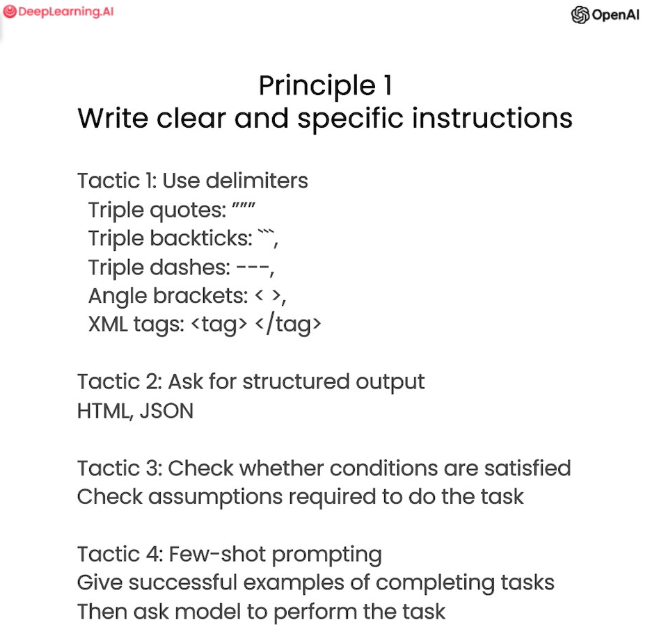 DeepLearning.AI
OpenAI
Principle 1
Write clear and specific instructions
Tactic 1: Use delimiters
Triple quotes: """
Triple backticks: ```,
Triple dashes: ---,
Angle brackets: < >,
XML tags: <tag> </tag>
Tactic 2: Ask for structured output
HTML, JSON
Tactic 3: Check whether conditions are satisfied
Check assumptions required to do the task
Tactic 4: Few-shot prompting
Give successful examples of completing tasks
Then ask model to perform the task